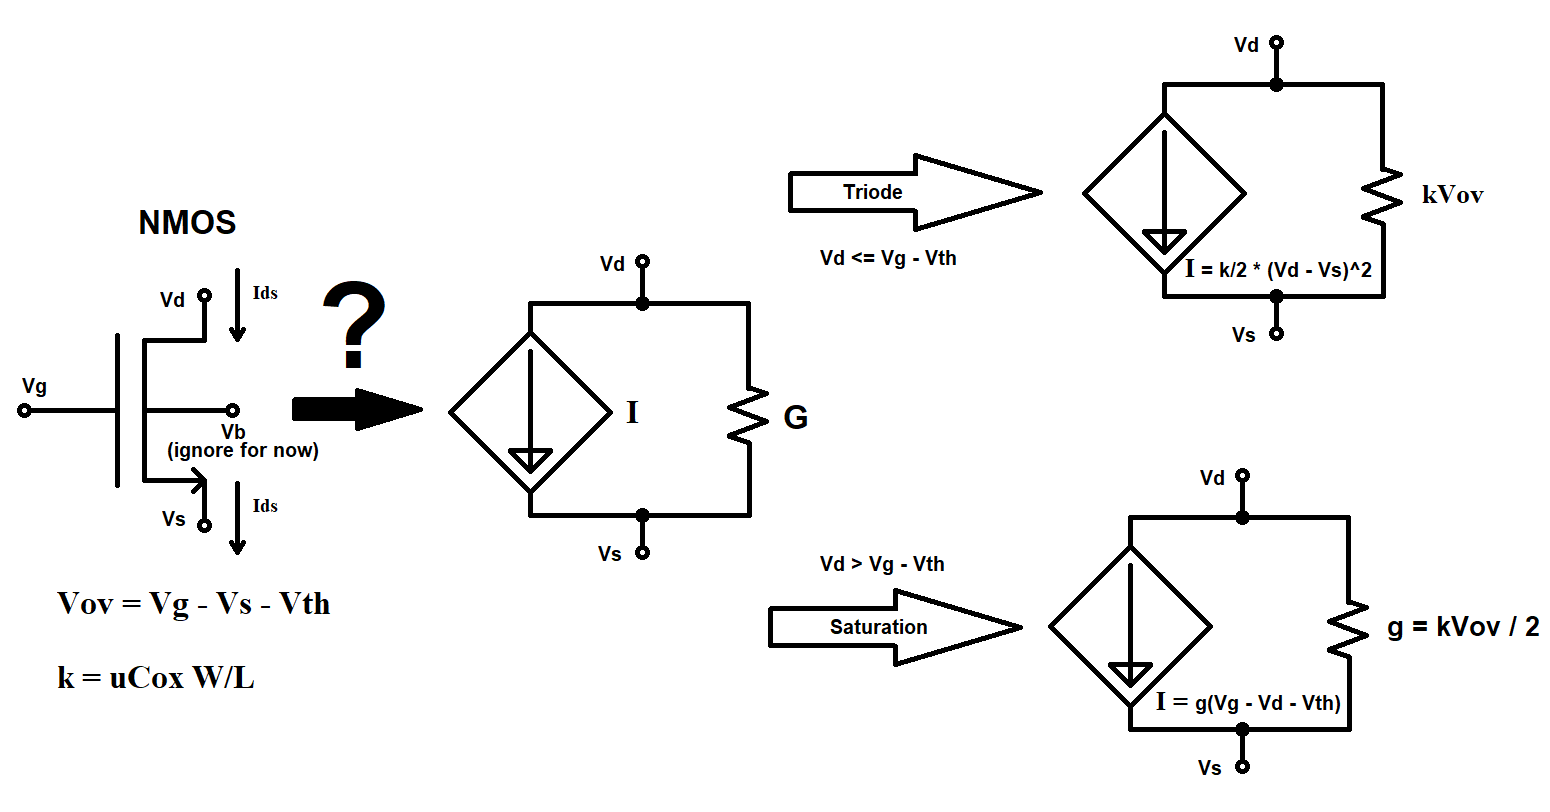 NMOS
Vd
Ids
Vg
Vb
(ignore for now)
Vs
Ids
Vov = Vg - Vs - Vth
k = uCox W/L
?
Vd
I
G
Vs
Triode
Vd <= Vg - Vth
Vd
kVov
I = k/2 * (Vd - Vs)^2
Vs
Vd > Vg - Vth
Saturation
Vd
g = kVov / 2
I = g(Vg - Vd - Vth)
Vs